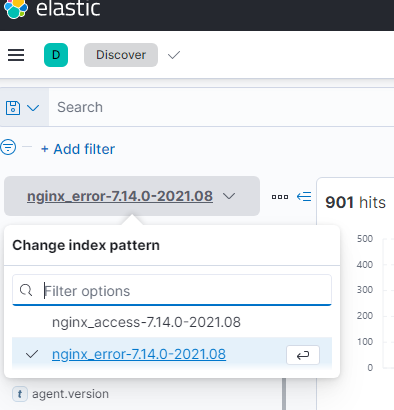 elastic
D Discover
Search
+ Add filter
nginx_error-7.14.0-2021.08
901 hits
Change index pattern
Filter options
nginx_access-7.14.0-2021.08
nginx_error-7.14.0-2021.08
500
400
300
200
100
0
t agent.version